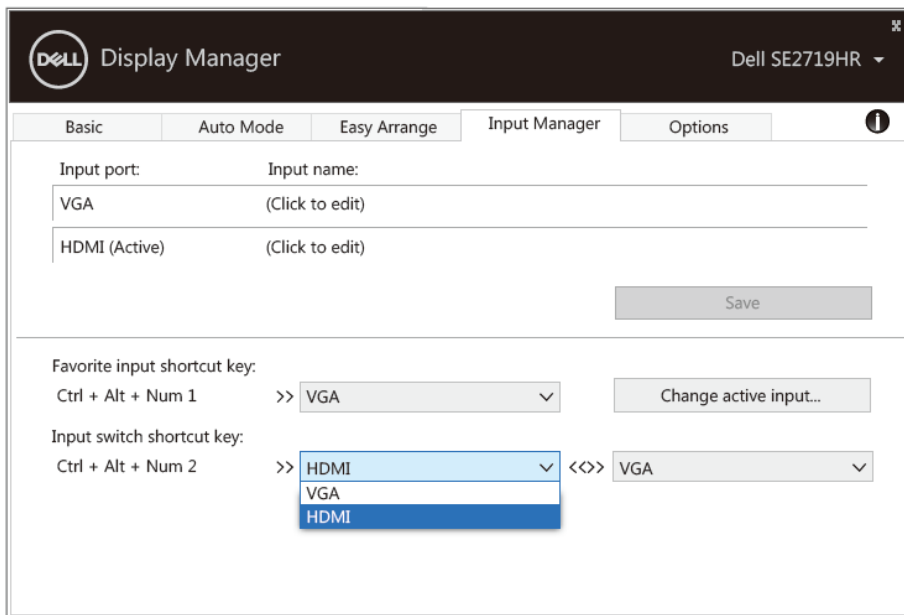 DELL Display Manager Dell SE2719HR
Basic Auto Mode Easy Arrange Input Manager Options
Input port: Input name:
VGA (Click to edit)
HDMI (Active) (Click to edit)
Save
Favorite input shortcut key:
Ctrl + Alt + Num 1 >> VGA Change active input...
Input switch shortcut key:
Ctrl + Alt + Num 2 >> HDMI <<>> VGA
VGA
HDMI